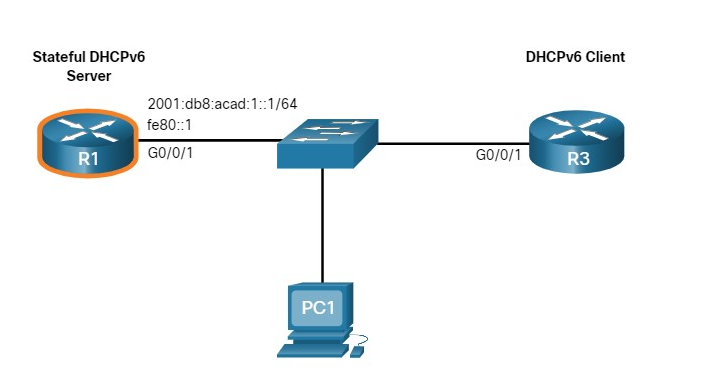 Stateful DHCPv6
Server
DHCPv6 Client
2001:db8:acad:1::1/64
fe80::1
G0/0/1
R1
G0/0/1
R3
PC1